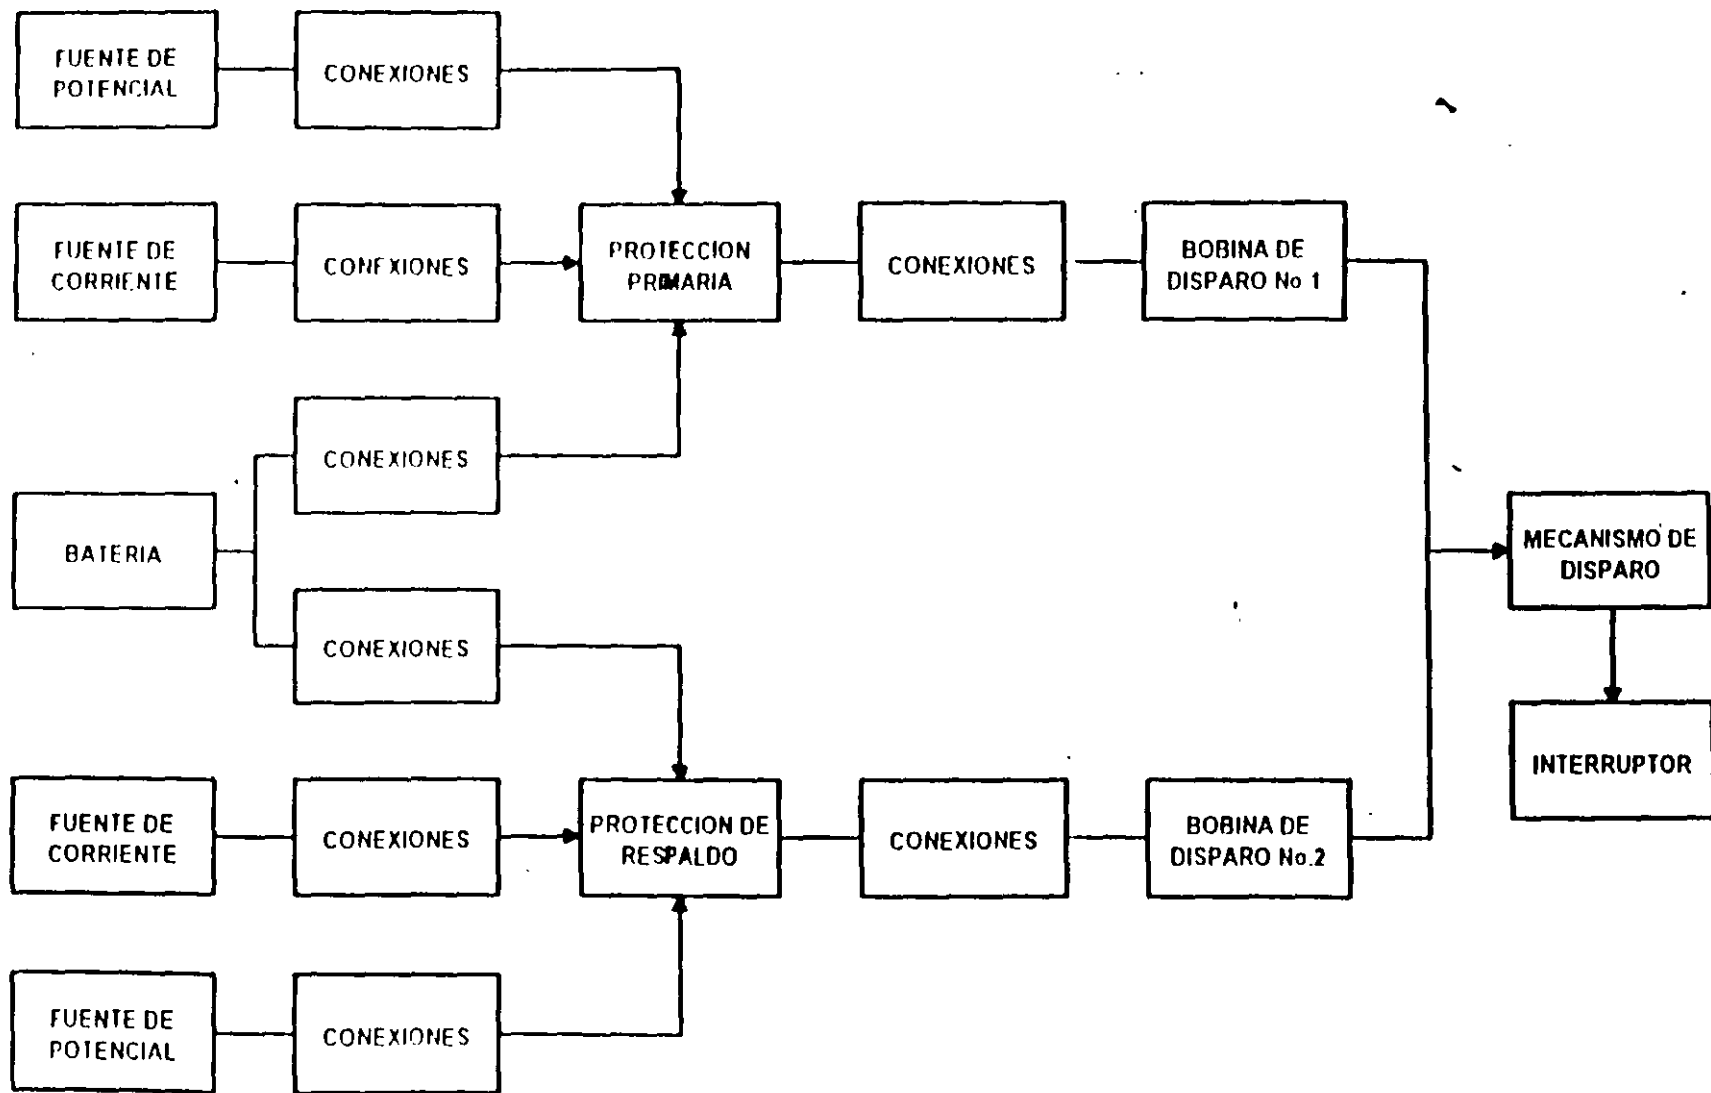 FUENTE DE
POTENCIAL
CONEXIONES
FUENTE DE
CORRIENTE
CONEXIONES
PROTECCION
PRIMARIA
CONEXIONES
BOBINA DE
DISPARO No 1
CONEXIONES
BATERIA
MECANISMO DE
DISPARO
CONEXIONES
INTERRUPTOR
FUENTE DE
CORRIENTE
CONEXIONES
PROTECCION DE
RESPALDO
CONEXIONES
BOBINA DE
DISPARO No.2
FUENTE DE
POTENCIAL
CONEXIONES